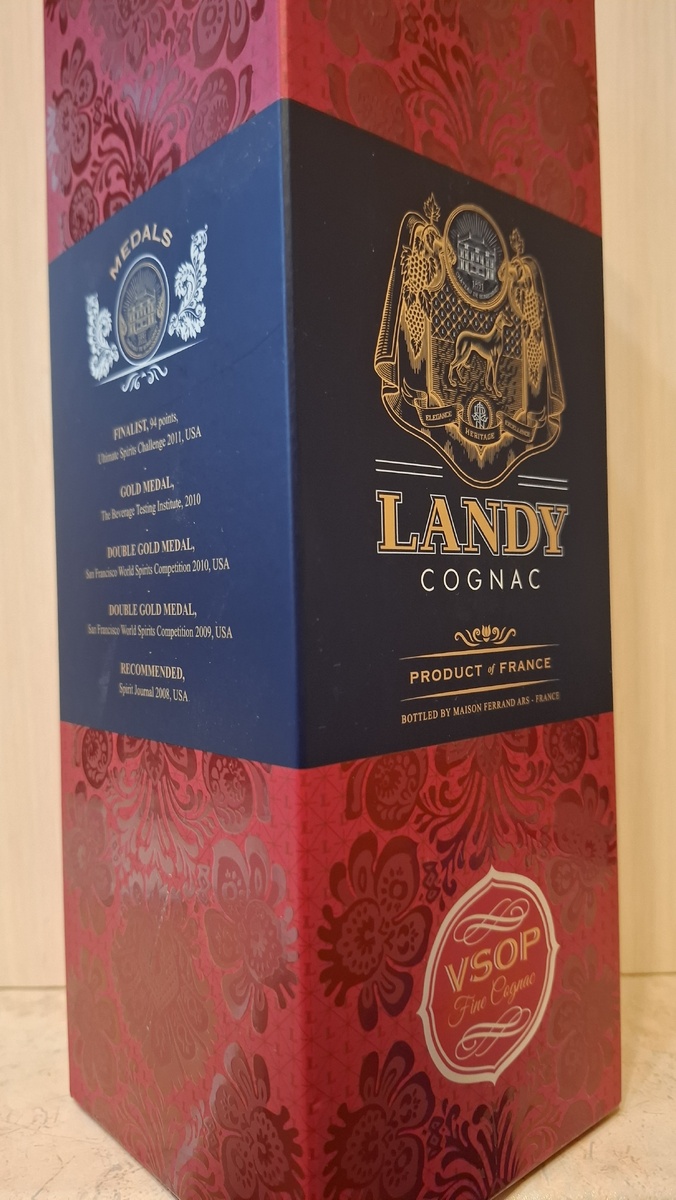 MEDALS
FINALIST, 94 points,
Ultimate Spirits Challenge 2011, USA
GOLD MEDAL,
The Beverage Testing Institute, 2010
DOUBLE GOLD MEDAL,
San Francisco World Spirits Competition 2010, USA
DOUBLE GOLD MEDAL,
San Francisco World Spirits Competition 2009, USA
RECOMMENDED,
Spirit Journal 2008, USA
ELEGANCE
HERITAGE
EXCELLENCE
LANDY
COGNAC
PRODUCT of FRANCE
BOTTLED BY MAISON FERRAND ARS - FRANCE
VSOP
Fine Cognac